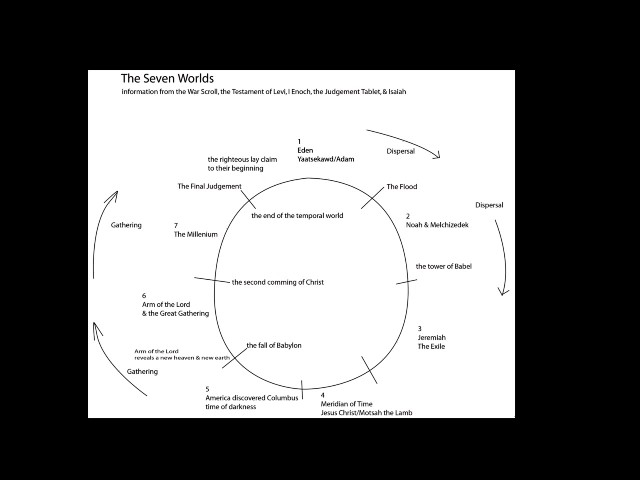 The Seven Worlds
information from the War Scroll, the Testament of Levi, I Enoch, the Judgement Tablet, & Isaiah
1
Eden
Yaatsekawd/Adam
Dispersal
the righteous lay claim
to their beginning
The Final Judgement
The Flood
the end of the temporal world
Dispersal
2
Noah & Melchizedek
Gathering
7
The Millenium
the tower of Babel
the second comming of Christ
6
Arm of the Lord
& the Great Gathering
3
Jeremiah
The Exile
the fall of Babylon
Arm of the Lord
reveals a new heaven & new earth
Gathering
5
America discovered Columbus
time of darkness
4
Meridian of Time
Jesus Christ/Motsah the Lamb